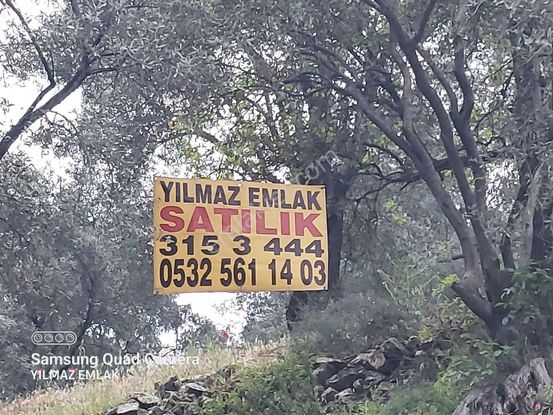 YILMAZ EMLAK
SATILIK
315 3 444
0532 561 14 03
Samsung Quad Camera
YILMAZ EMLAK